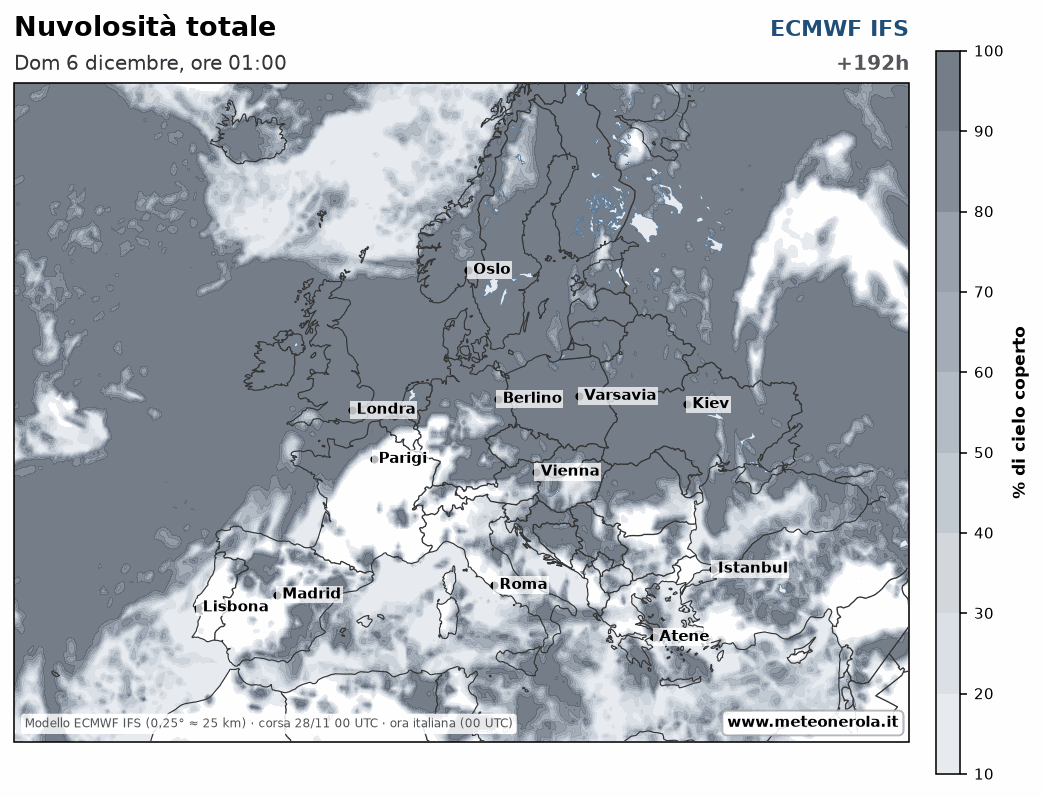 Nuvolosità totale
ECMWF IFS
Dom 6 dicembre, ore 01:00
+192h
100
90
80
70
60
50
40
30
20
10
% di cielo coperto
Oslo
Berlino
Varsavia
Kiev
Londra
Parigi
Vienna
Istanbul
Roma
Madrid
Lisbona
Atene
Modello ECMWF IFS (0,25° ≈ 25 km) · corsa 28/11 00 UTC · ora italiana (00 UTC)
www.meteonerola.it